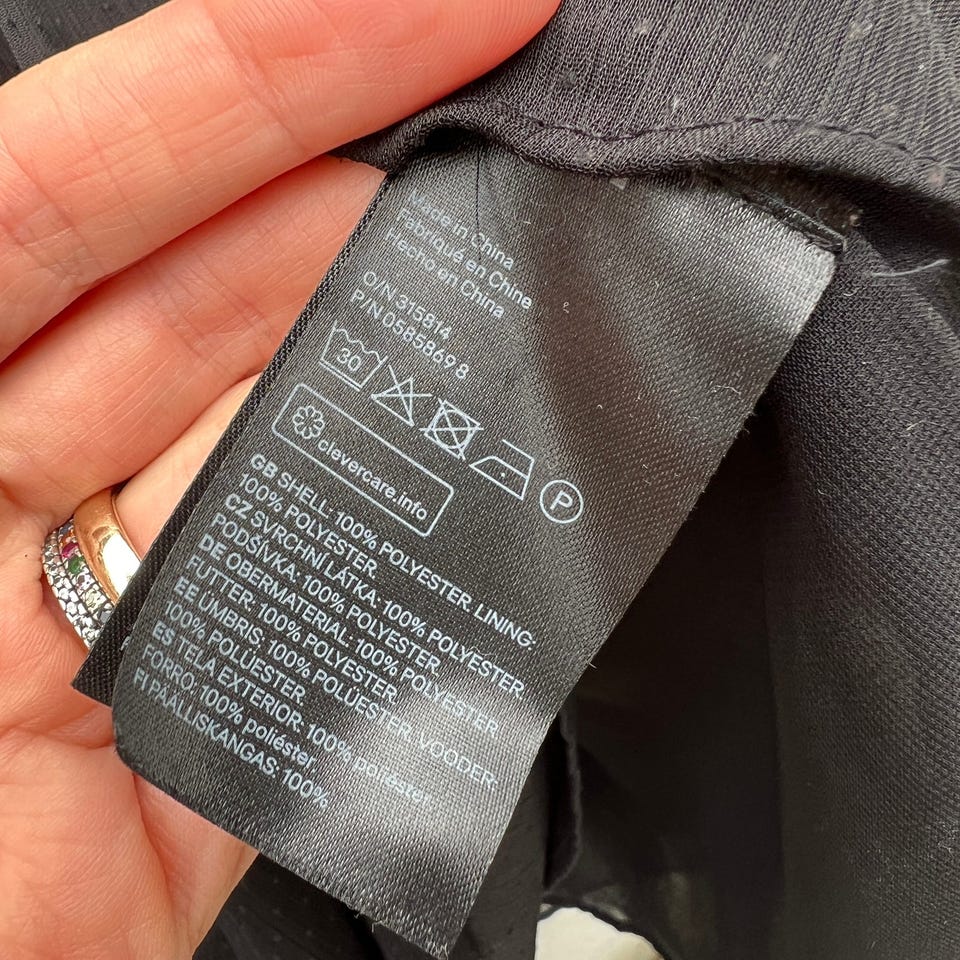 Made in China
Fabriqué en Chine
Hecho en China
O/N 315814
P/N 05858698
30
P
clevercare.info
GB SHELL: 100% POLYESTER. LINING:
100% POLYESTER
CZ SVRCHNÍ LÁTKA: 100% POLYESTER.
PODŠÍVKA: 100% POLYESTER
DE OBERMATERIAL: 100% POLYESTER.
FUTTER: 100% POLYESTER
EE ÜMBRIS: 100% POLÜESTER. VOODER:
100% POLÜESTER
ES TELA EXTERIOR: 100% poliéster.
FORRO: 100% poliéster
FI PÄÄLLISKANGAS: 100%